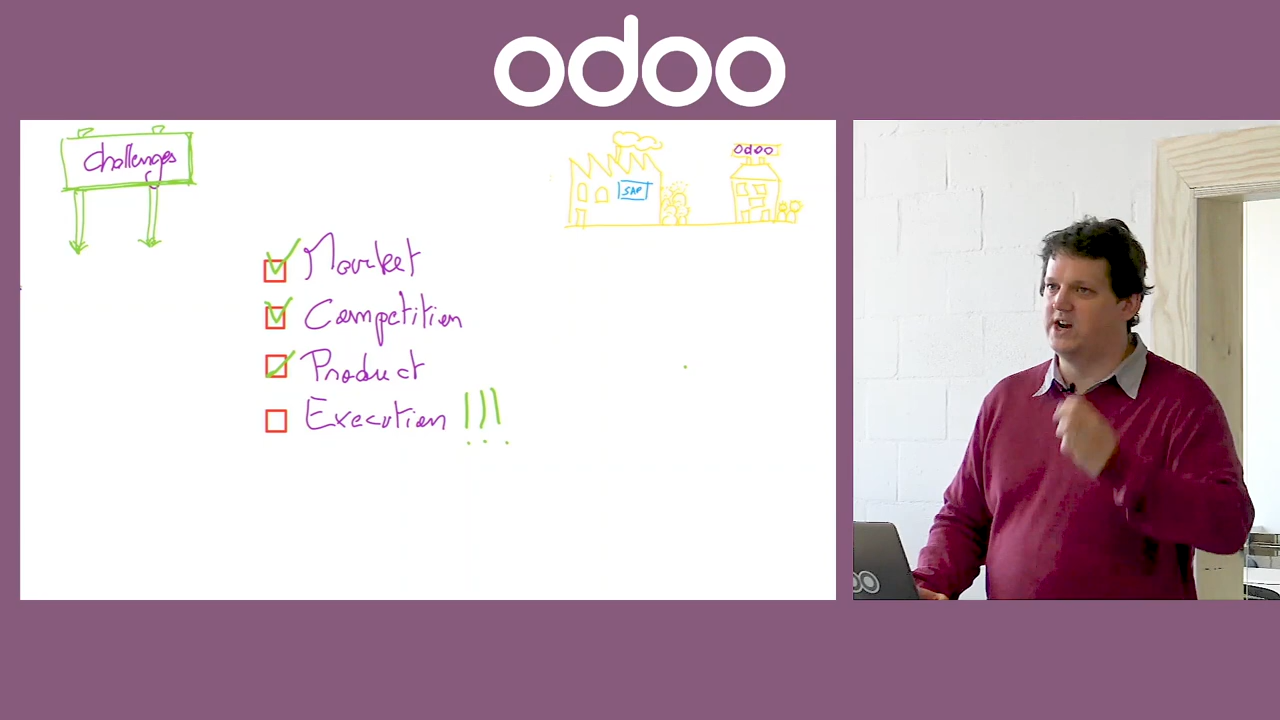 odoo
Challenges
odoo
SAP
Market
Competition
Product
Execution !!!